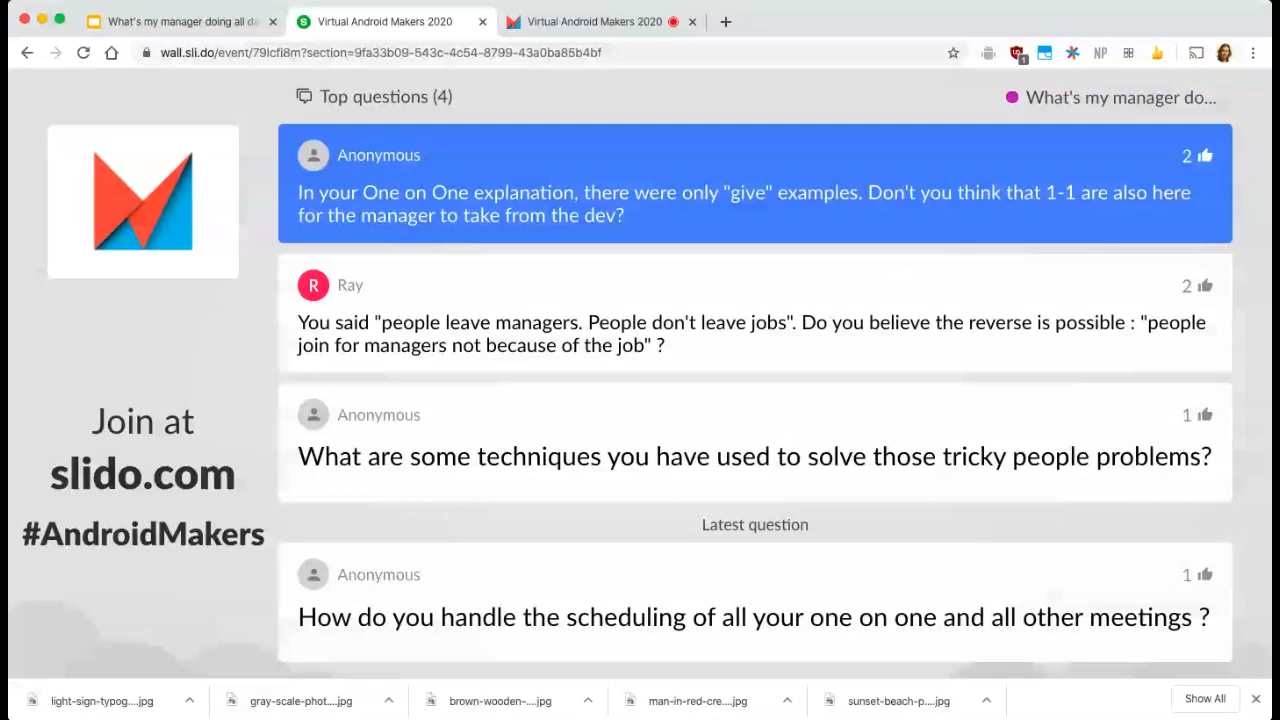 What's my manager doing all da
Virtual Android Makers 2020
Virtual Android Makers 2020
wall.sli.do/event/79lcfi8m?section=9fa33b09-543c-4c54-8799-43a0ba85b4bf
1
NP
Top questions (4)
What's my manager do...
Anonymous
2
In your One on One explanation, there were only "give" examples. Don't you think that 1-1 are also here
for the manager to take from the dev?
R
Ray
2
You said "people leave managers. People don't leave jobs". Do you believe the reverse is possible : "people
join for managers not because of the job" ?
Anonymous
1
What are some techniques you have used to solve those tricky people problems?
Join at
slido.com
#AndroidMakers
Latest question
Anonymous
1
How do you handle the scheduling of all your one on one and all other meetings ?
light-sign-typog....jpg
gray-scale-phot....jpg
brown-wooden-....jpg
man-in-red-cre....jpg
sunset-beach-p....jpg
Show All